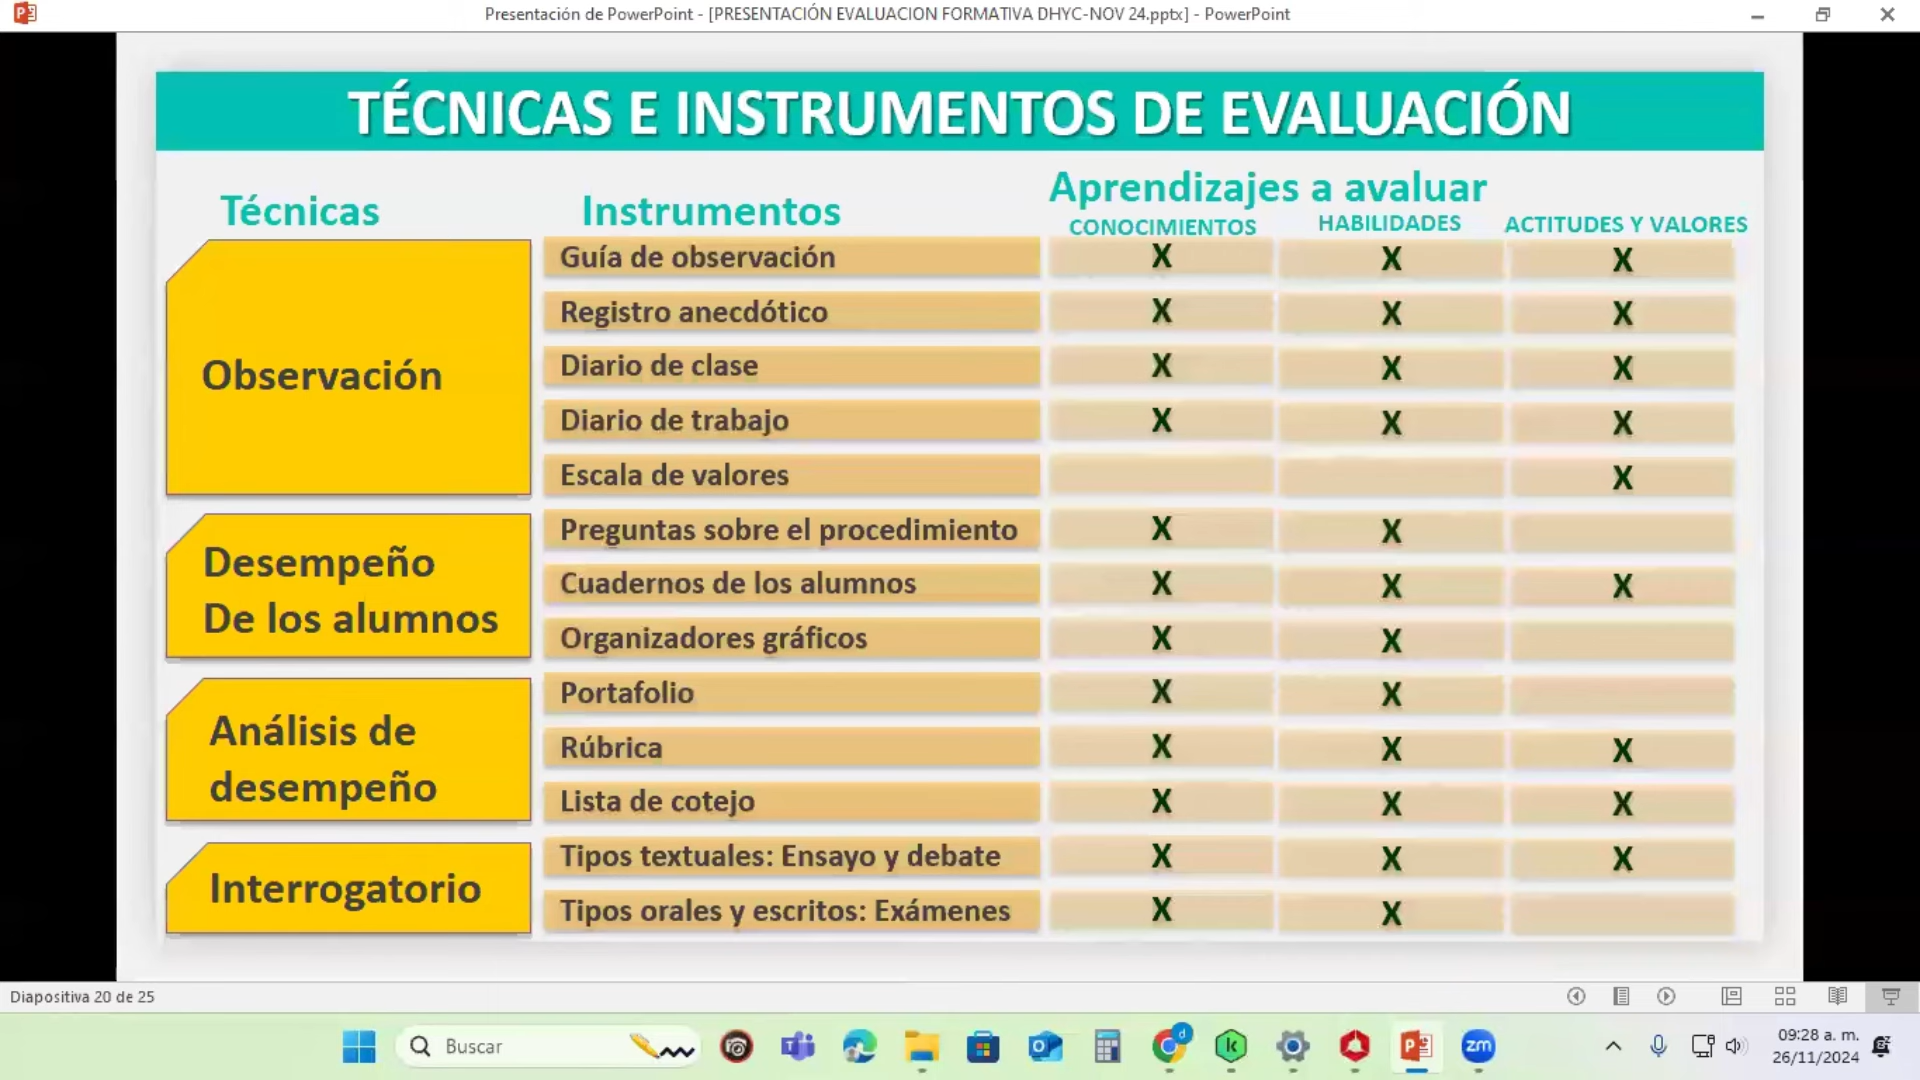 Presentación de PowerPoint - [PRESENTACIÓN EVALUACION FORMATIVA DHYC-NOV 24.pptx] - PowerPoint
TÉCNICAS E INSTRUMENTOS DE EVALUACIÓN
Técnicas
Instrumentos
Aprendizajes a avaluar
CONOCIMIENTOS HABILIDADES ACTITUDES Y VALORES
Observación
Guía de observación X X X
Registro anecdótico X X X
Diario de clase X X X
Diario de trabajo X X X
Escala de valores X
Desempeño
De los alumnos
Preguntas sobre el procedimiento X X
Cuadernos de los alumnos X X X
Organizadores gráficos X X
Análisis de
desempeño
Portafolio X X
Rúbrica X X X
Lista de cotejo X X X
Interrogatorio
Tipos textuales: Ensayo y debate X X X
Tipos orales y escritos: Exámenes X X
Diapositiva 20 de 25
Buscar
d
zm
09:28 a. m.
26/11/2024